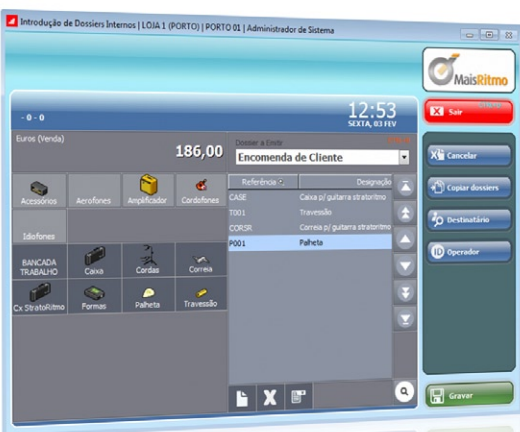 Introdução de Dossiers Internos | LOJA 1 (PORTO) | PORTO 01 | Administrador de Sistema
MaisRitmo
- 0 - 0
12:53
SEXTA, 03 FEV
Sair
Euros (Venda)
186,00
Dossier a Emitir
Encomenda de Cliente
Cancelar
Copiar dossiers
Destinatário
ID Operador
Acessórios
Aerofones
Amplificador
Cordofones
Idiofones
BANCADA TRABALHO
Caixa
Cordas
Correia
Cx StratoRitmo
Formas
Palheta
Travessão
Referência
Designação
CASE
Caixa p/ guitarra stratoritmo
T001
Travessão
CORSR
Correia p/ guitarra stratoritmo
P001
Palheta
Gravar